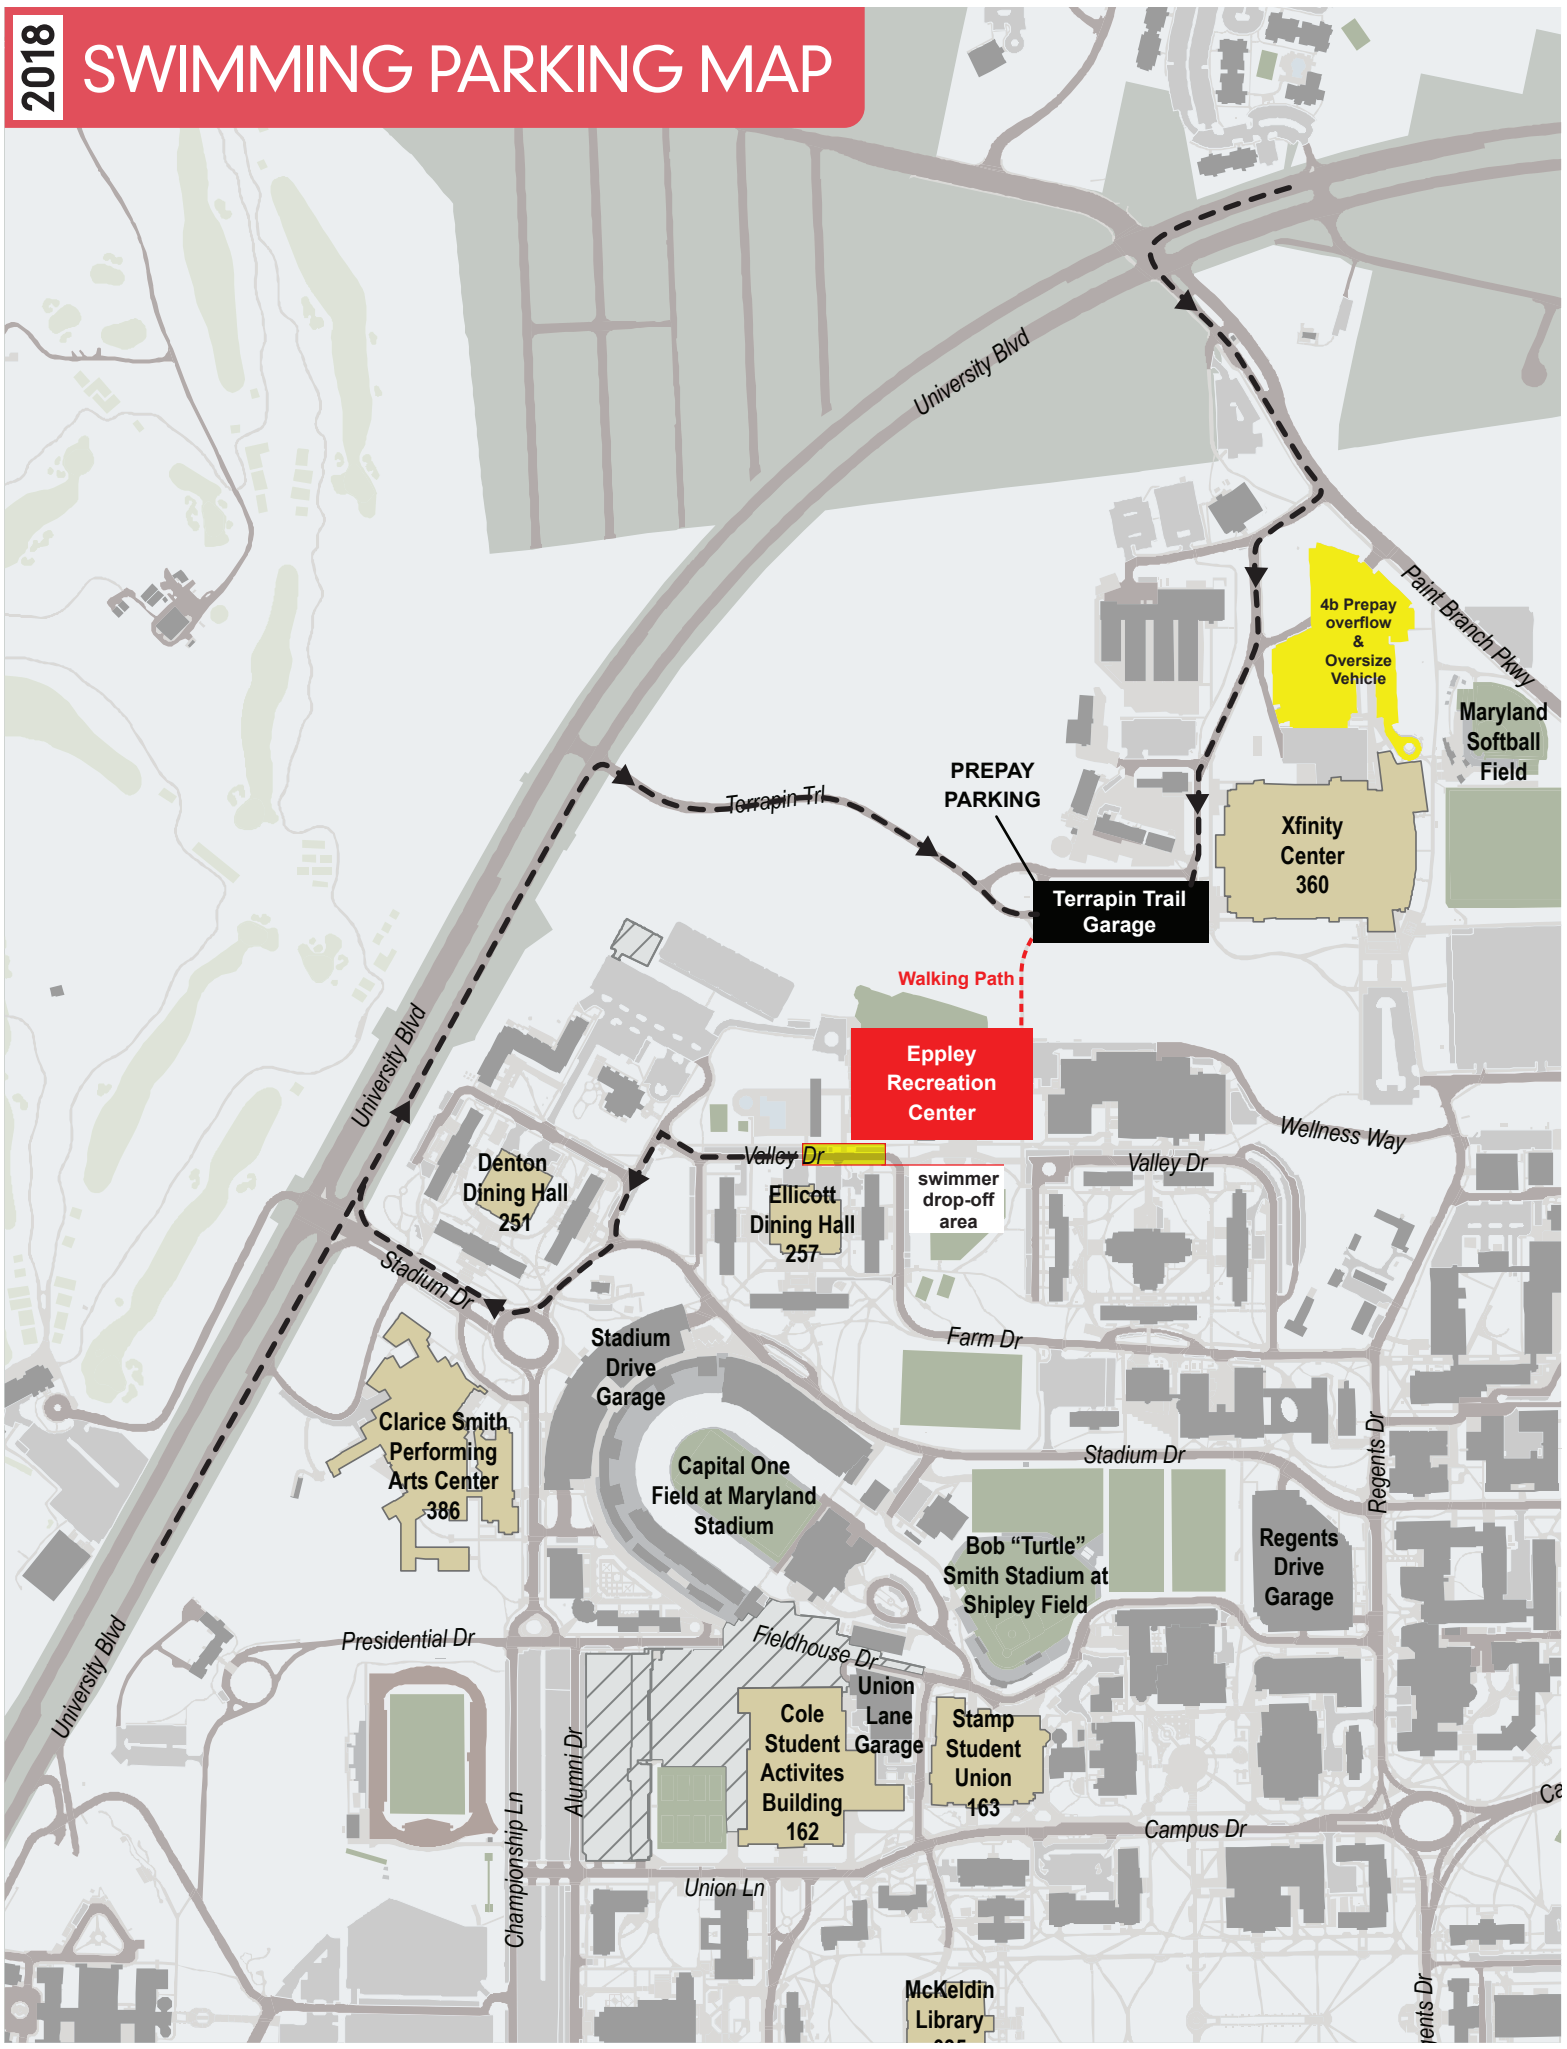 2018
SWIMMING PARKING MAP
University Blvd
Paint Branch Pkwy
4b Prepay
overflow
&
Oversize
Vehicle
Maryland
Softball
Field
PREPAY
PARKING
Terrapin Trl
Xfinity
Center
360
Terrapin Trail
Garage
Walking Path
University Blvd
Eppley
Recreation
Center
Wellness Way
Valley Dr
Valley Dr
Denton
Dining Hall
251
swimmer
drop-off
area
Ellicott
Dining Hall
257
Stadium Dr
Stadium
Drive
Garage
Farm Dr
Clarice Smith
Performing
Arts Center
386
Regents Dr
Stadium Dr
Capital One
Field at Maryland
Stadium
Bob “Turtle”
Smith Stadium at
Shipley Field
Regents
Drive
Garage
University Blvd
Presidential Dr
Fieldhouse Dr
Union
Lane
Garage
Cole
Student
Activites
Building
162
Stamp
Student
Union
163
Alumni Dr
Championship Ln
Campus Dr
Ca
Union Ln
McKeldin
Library
ents Dr